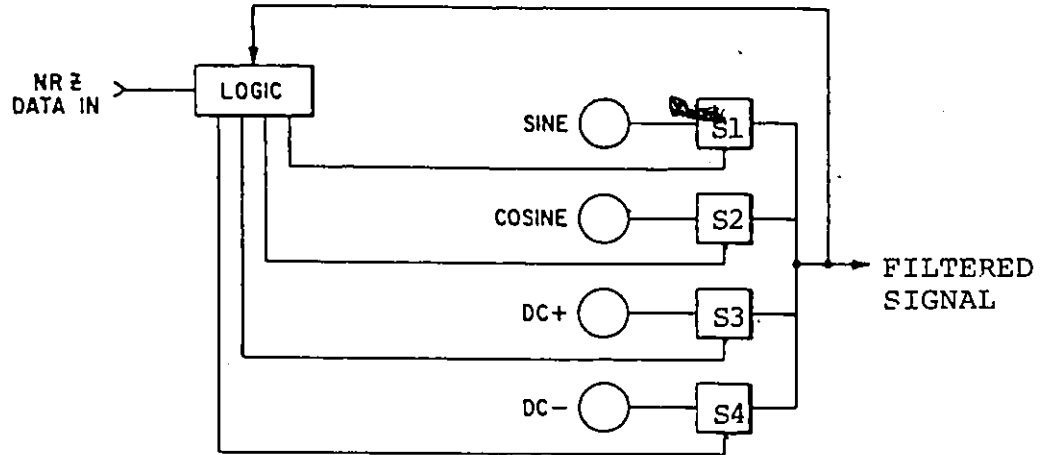 NRZ
DATA IN
LOGIC
SINE
S1
COSINE
S2
FILTERED
SIGNAL
DC+
S3
DC-
S4